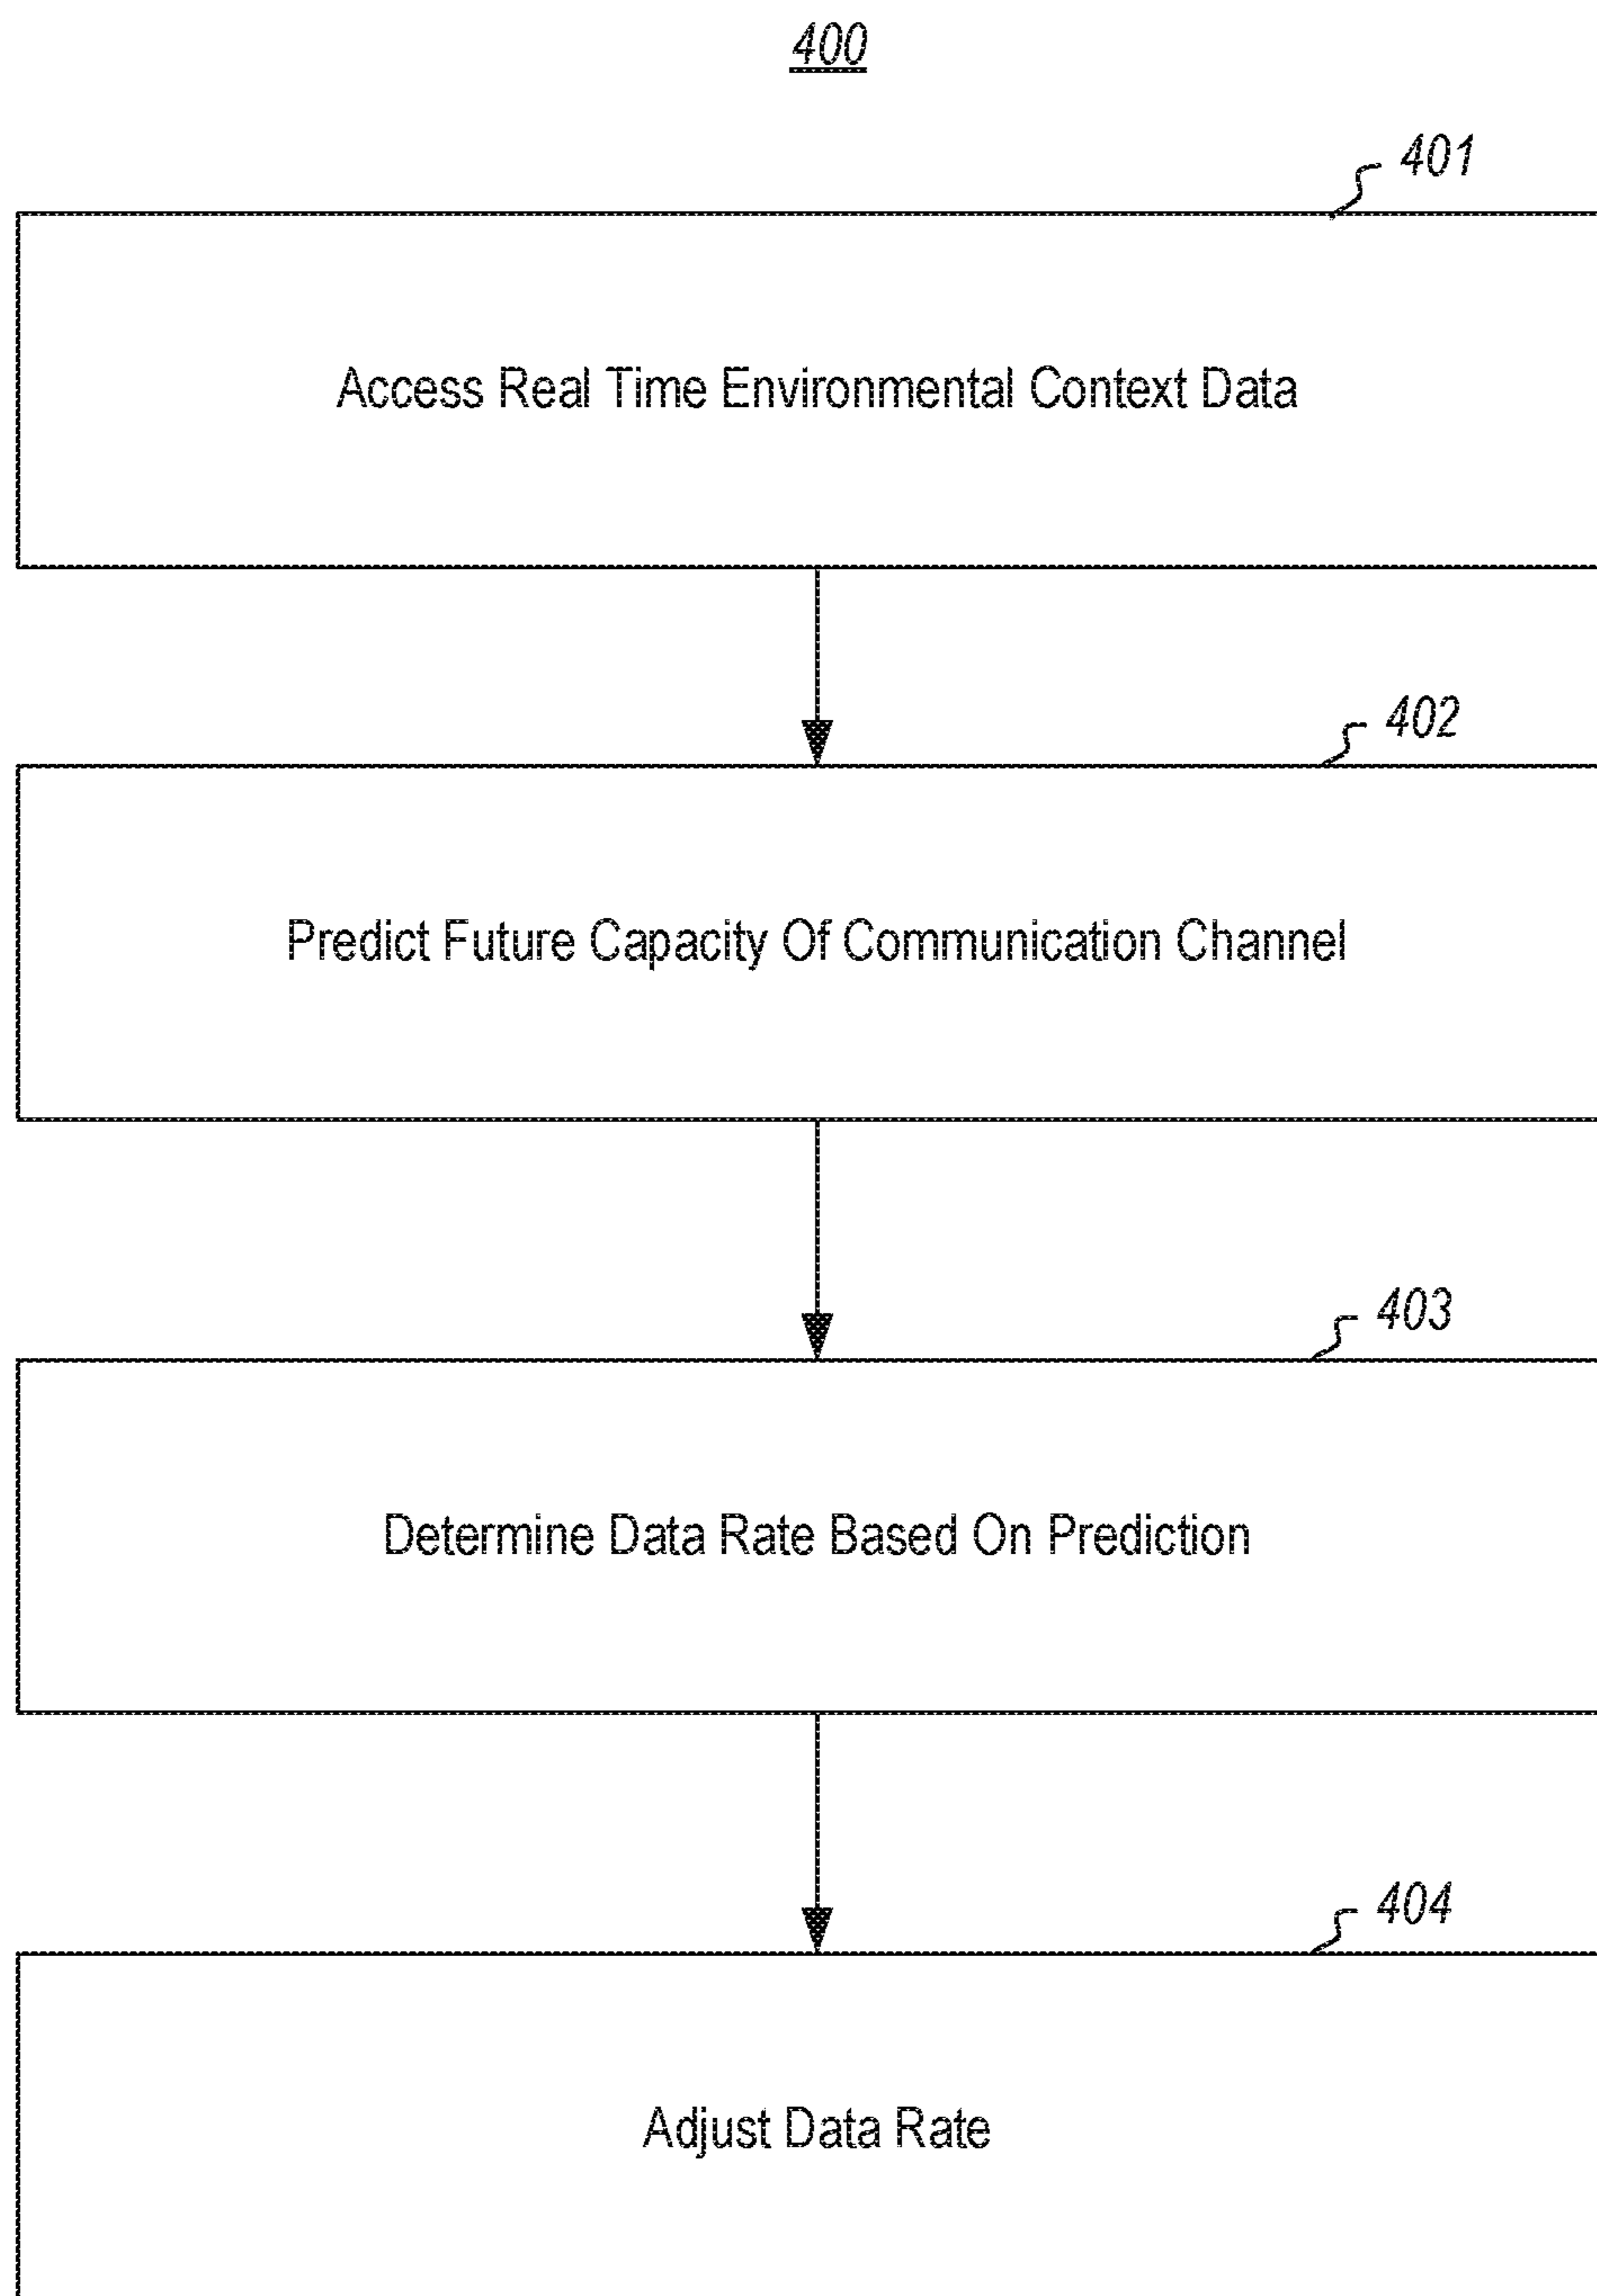 400
401
Access Real Time Environmental Context Data
402
Predict Future Capacity Of Communication Channel
403
Determine Data Rate Based On Prediction
404
Adjust Data Rate